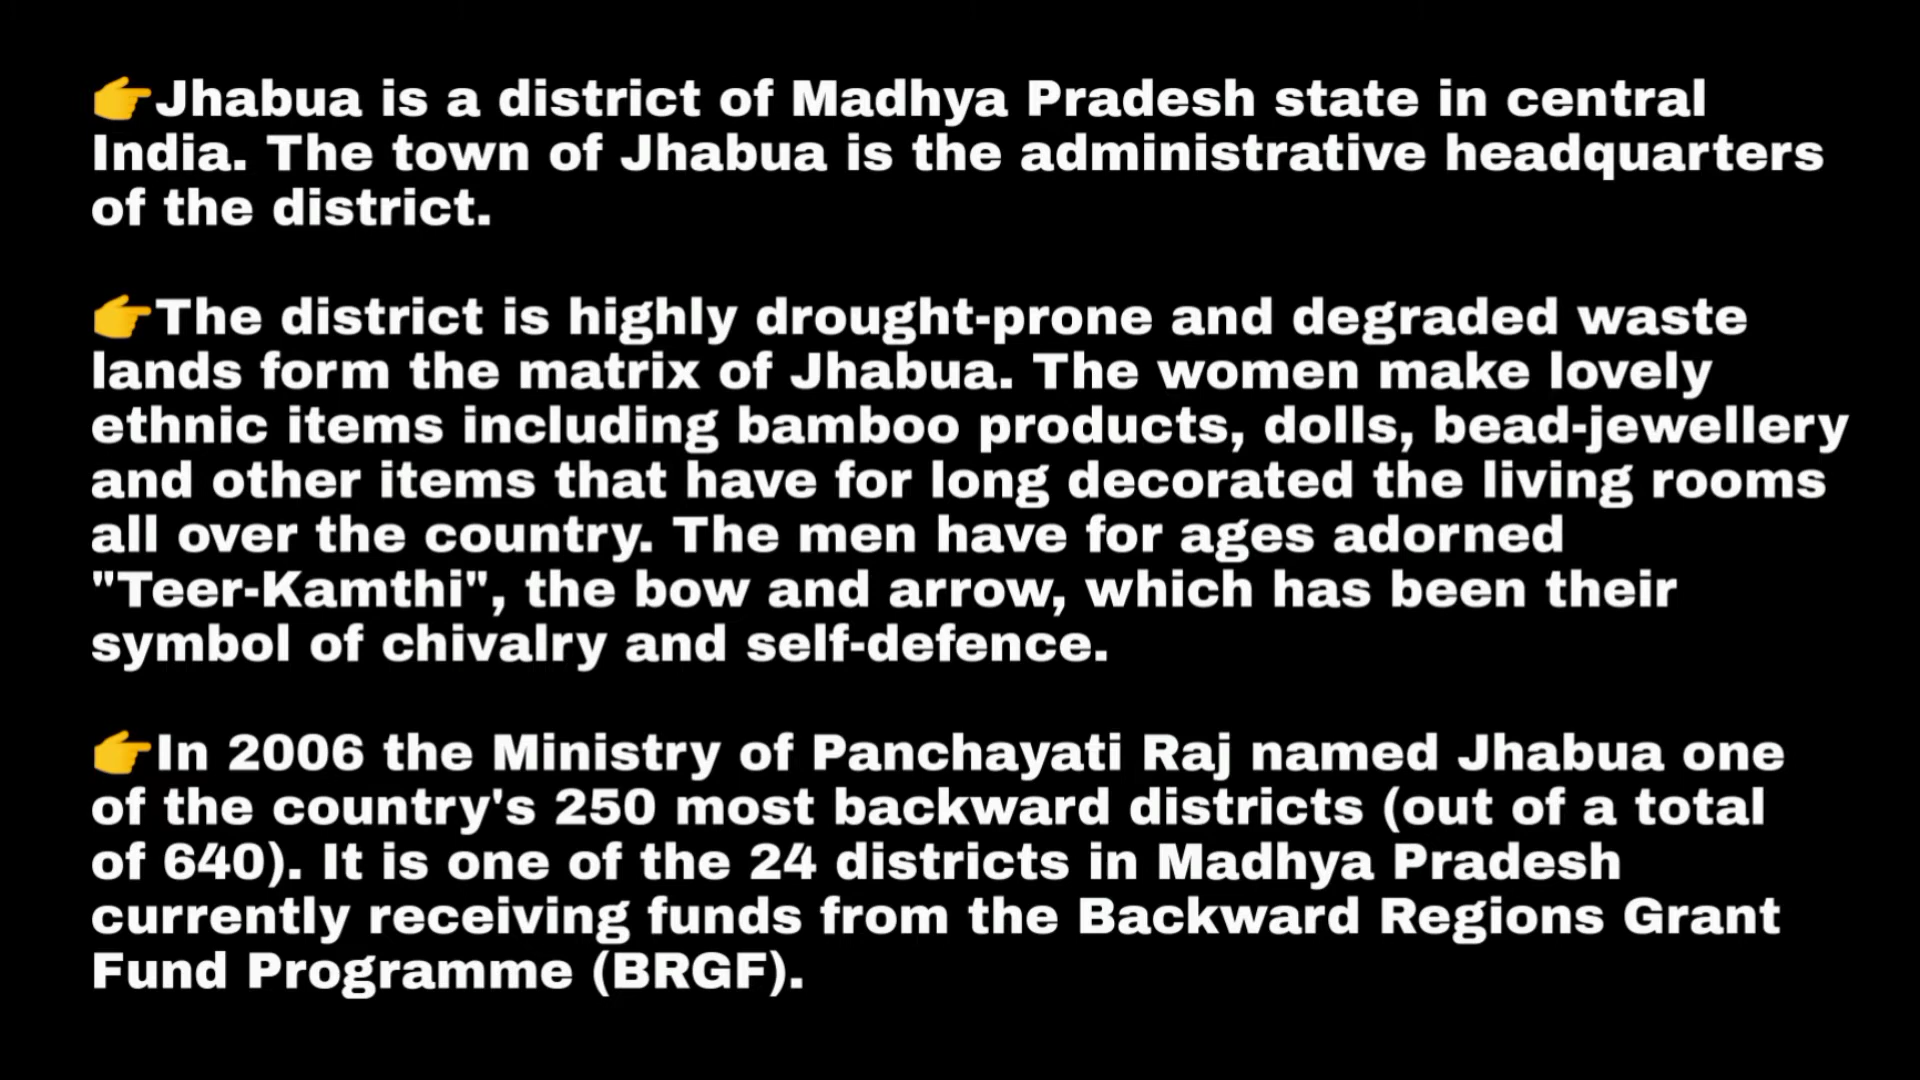 👉Jhabua is a district of Madhya Pradesh state in central
India. The town of Jhabua is the administrative headquarters
of the district.
👉The district is highly drought-prone and degraded waste
lands form the matrix of Jhabua. The women make lovely
ethnic items including bamboo products, dolls, bead-jewellery
and other items that have for long decorated the living rooms
all over the country. The men have for ages adorned
"Teer-Kamthi", the bow and arrow, which has been their
symbol of chivalry and self-defence.
👉In 2006 the Ministry of Panchayati Raj named Jhabua one
of the country's 250 most backward districts (out of a total
of 640). It is one of the 24 districts in Madhya Pradesh
currently receiving funds from the Backward Regions Grant
Fund Programme (BRGF).